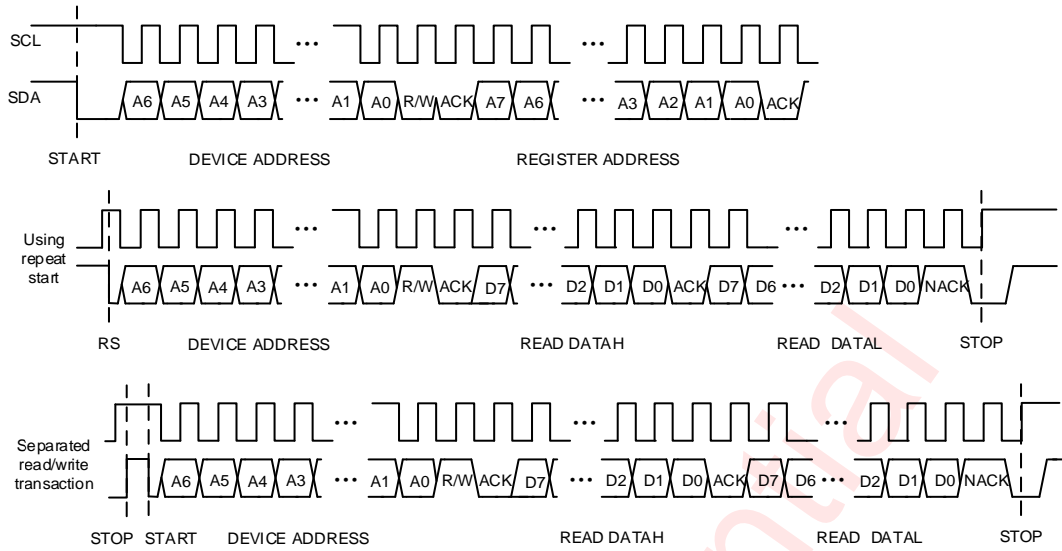 SCL
SDA A6 A5 A4 A3 ••• A1 A0 R/W ACK A7 A6 ••• A3 A2 A1 A0 ACK
START DEVICE ADDRESS REGISTER ADDRESS
Using
repeat
start
A6 A5 A4 A3 ••• A1 A0 R/W ACK D7 ••• D2 D1 D0 ACK D7 D6 ••• D2 D1 D0 NACK
RS DEVICE ADDRESS READ DATAH READ DATAL STOP
Separated
read/write
transaction
A6 A5 A4 A3 ••• A1 A0 R/W ACK D7 ••• D2 D1 D0 ACK D7 D6 ••• D2 D1 D0 NACK
STOP START DEVICE ADDRESS READ DATAH READ DATAL STOP
ential